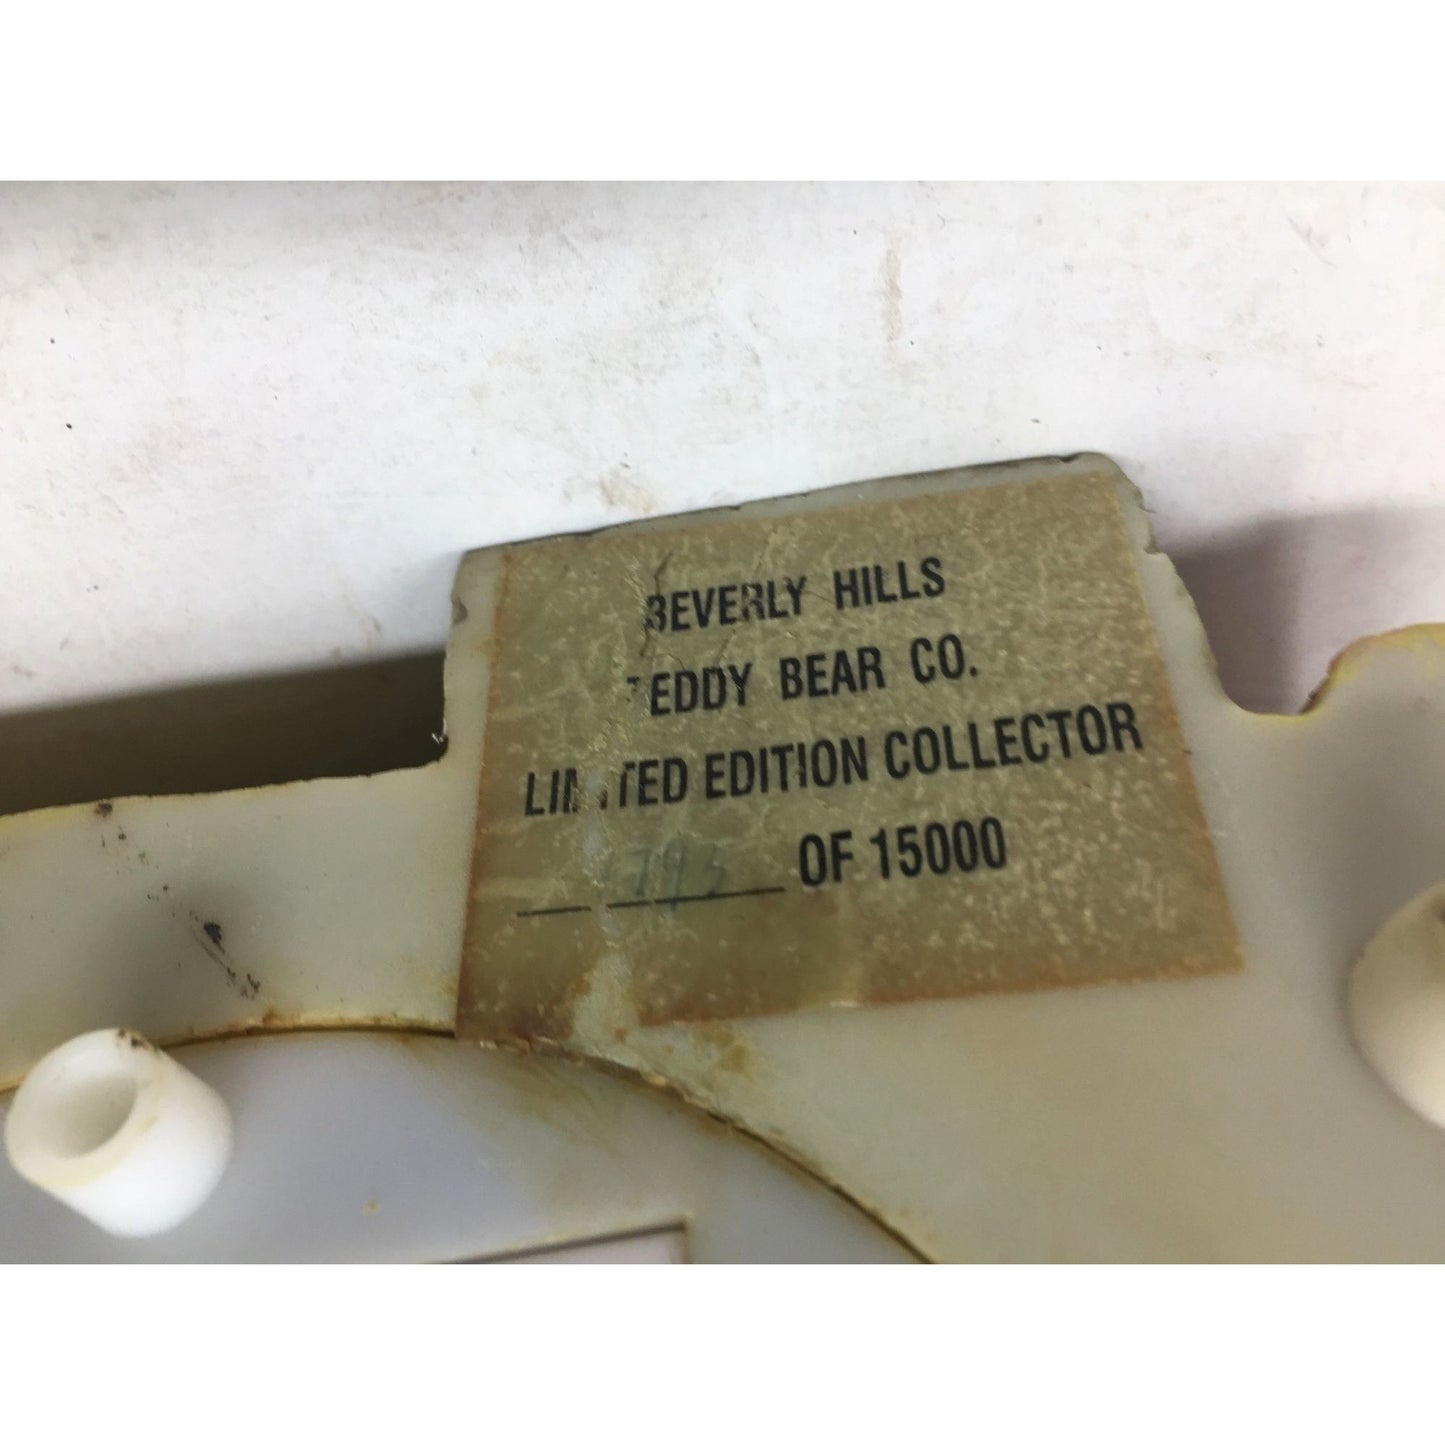 BEVERLY HILLS
TEDDY BEAR CO.
LIMITED EDITION COLLECTOR
OF 15000